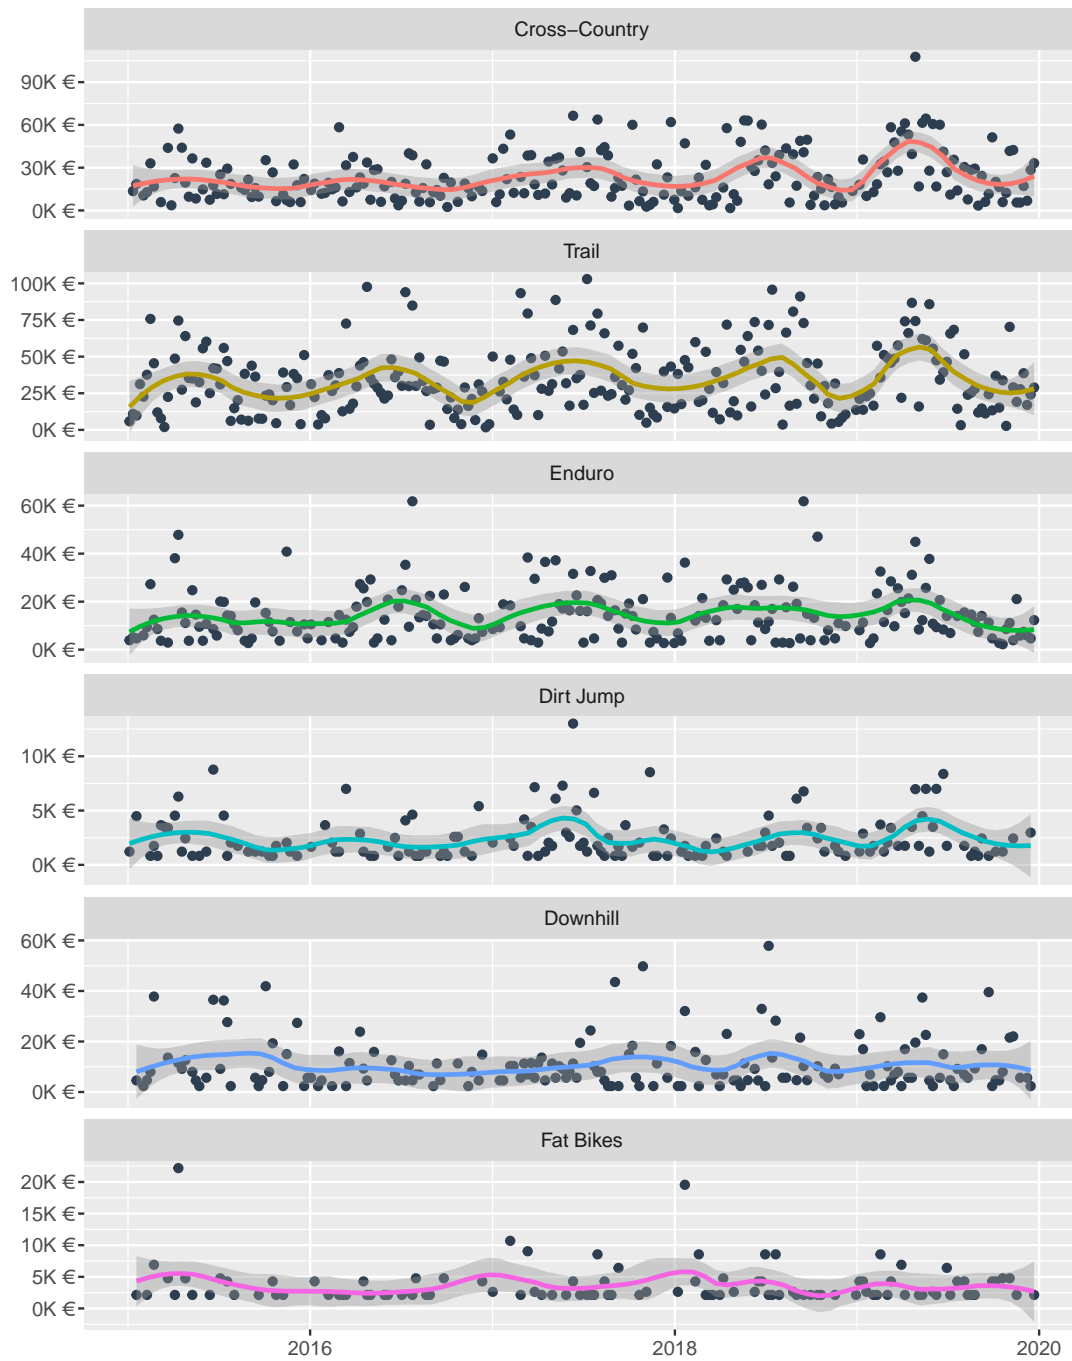 Cross−Country
90K €
60K €
30K €
0K €
Trail
100K €
75K €
50K €
25K €
0K €
Enduro
60K €
40K €
20K €
0K €
Dirt Jump
10K €
5K €
0K €
Downhill
60K €
40K €
20K €
0K €
Fat Bikes
20K €
15K €
10K €
5K €
0K €
2016 2018 2020